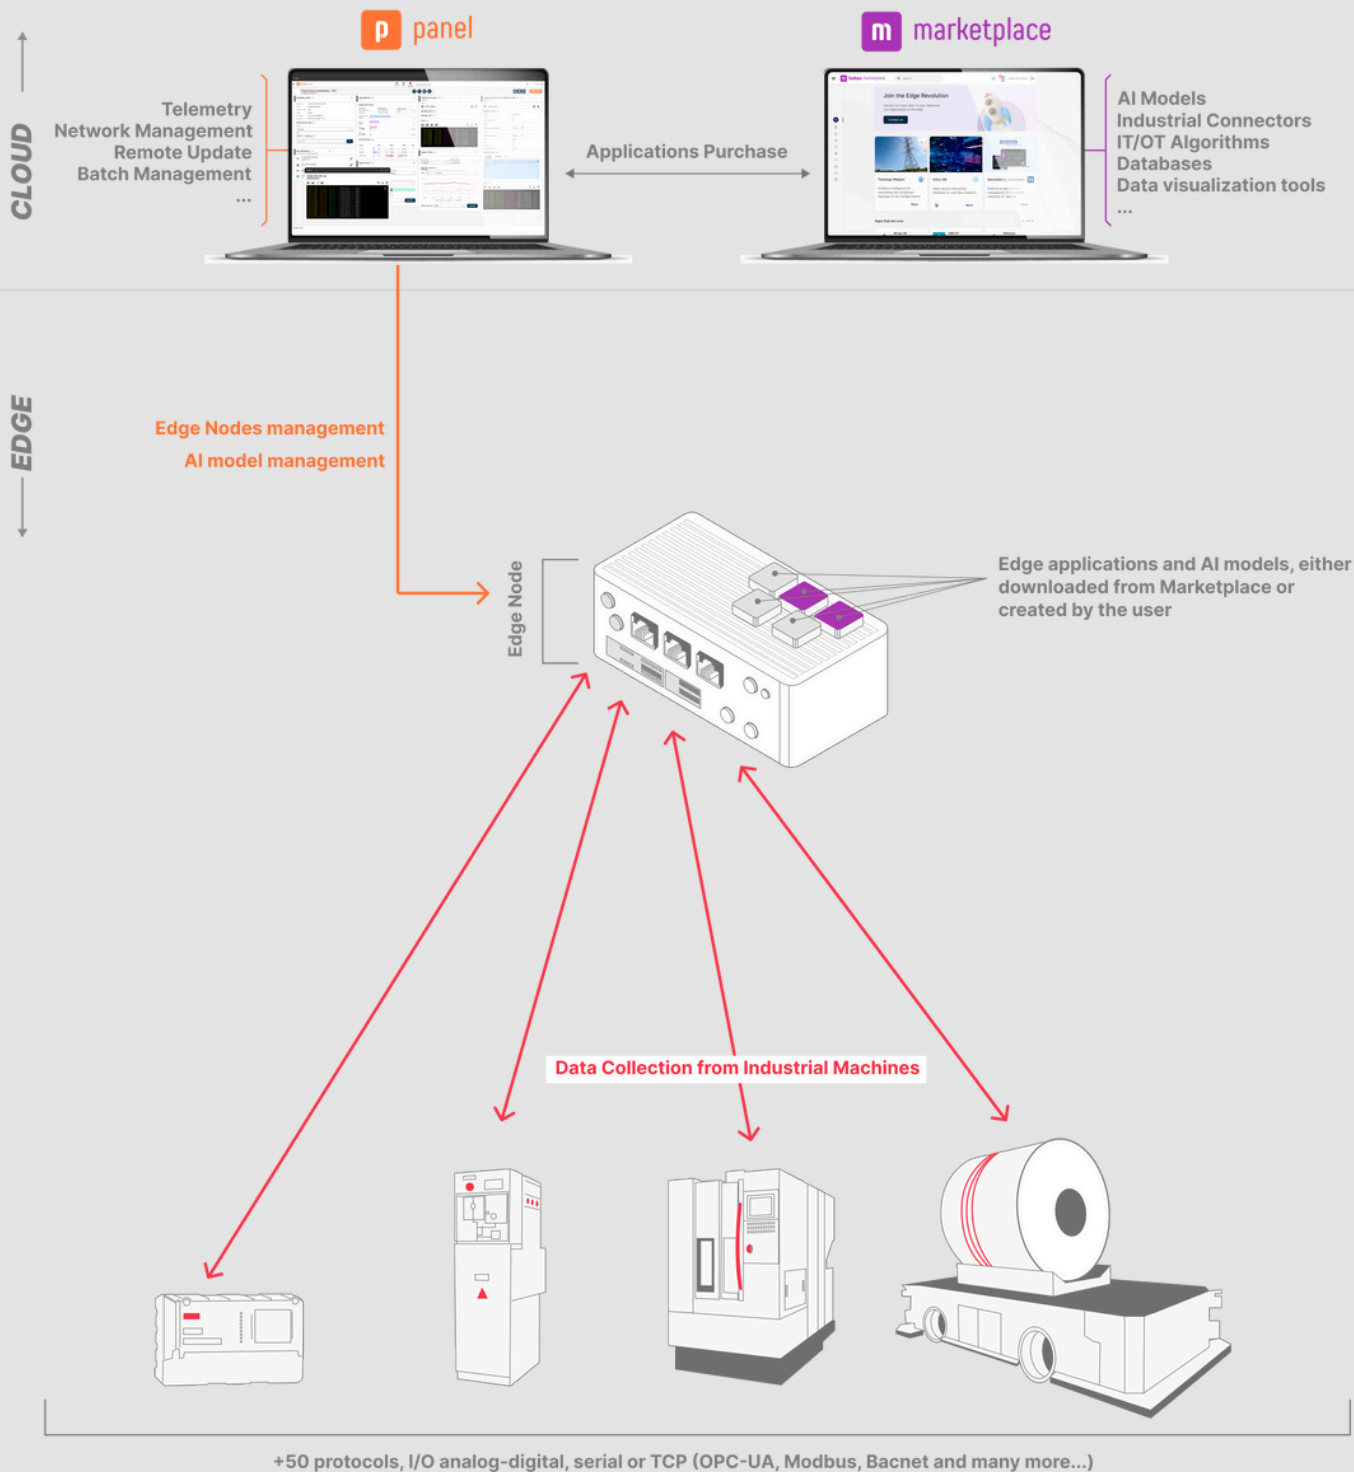 p panel
m marketplace
CLOUD
Telemetry
Network Management
Remote Update
Batch Management
...
Applications Purchase
Join the Edge Revolution
AI Models
Industrial Connectors
IT/OT Algorithms
Databases
Data visualization tools
...
EDGE
Edge Nodes management
AI model management
Edge Node
Edge applications and AI models, either
downloaded from Marketplace or
created by the user
Data Collection from Industrial Machines
+50 protocols, I/O analog-digital, serial or TCP (OPC-UA, Modbus, Bacnet and many more...)